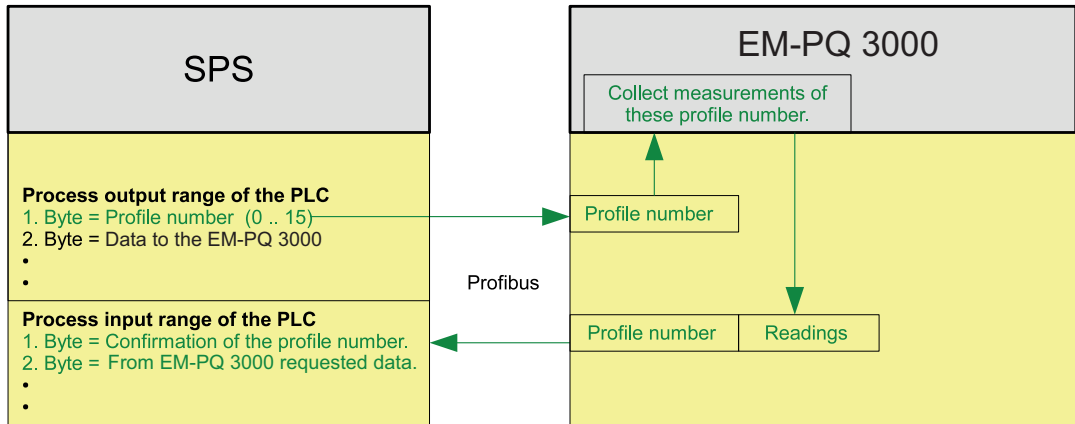 SPS
Process output range of the PLC
1. Byte = Profile number (0 .. 15)
2. Byte = Data to the EM-PQ 3000
•
•
Process input range of the PLC
1. Byte = Confirmation of the profile number.
2. Byte = From EM-PQ 3000 requested data.
•
•
Profibus
EM-PQ 3000
Collect measurements of
these profile number.
Profile number
Profile number
Readings